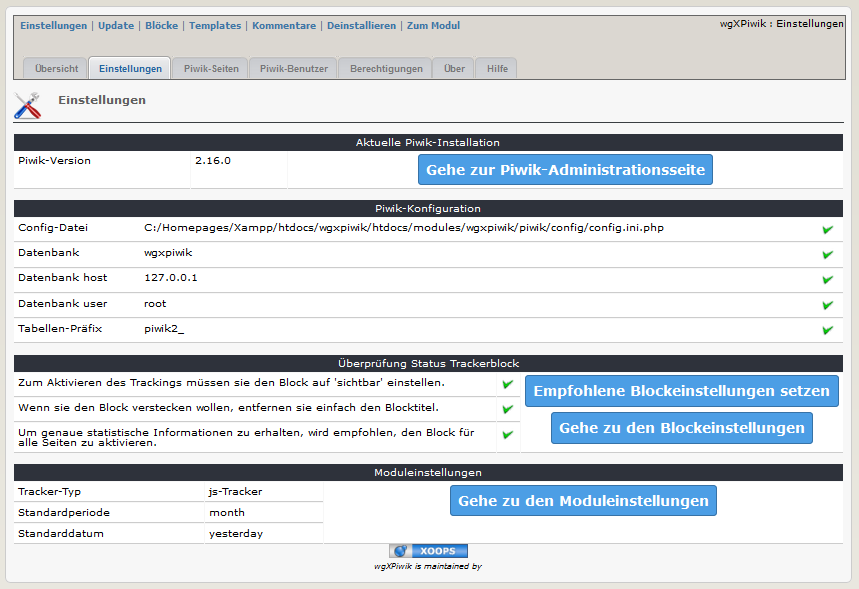 Einstellungen | Update | Blöcke | Templates | Kommentare | Deinstallieren | Zum Modul
wgXPiwik : Einstellungen
Übersicht Einstellungen Piwik-Seiten Piwik-Benutzer Berechtigungen Über Hilfe
Einstellungen
Aktuelle Piwik-Installation
Piwik-Version 2.16.0 Gehe zur Piwik-Administrationsseite
Piwik-Konfiguration
Config-Datei C:/Homepages/Xampp/htdocs/wgxpiwik/htdocs/modules/wgxpiwik/piwik/config/config.ini.php
Datenbank wgxpiwik
Datenbank host 127.0.0.1
Datenbank user root
Tabellen-Präfix piwik2_
Überprüfung Status Trackerblock
Zum Aktivieren des Trackings müssen sie den Block auf 'sichtbar' einstellen.
Wenn sie den Block verstecken wollen, entfernen sie einfach den Blocktitel.
Um genaue statistische Informationen zu erhalten, wird empfohlen, den Block für
alle Seiten zu aktivieren.
Empfohlene Blockeinstellungen setzen
Gehe zu den Blockeinstellungen
Moduleinstellungen
Tracker-Typ js-Tracker
Standardperiode month
Standarddatum yesterday
Gehe zu den Moduleinstellungen
XOOPS
wgXPiwik is maintained by